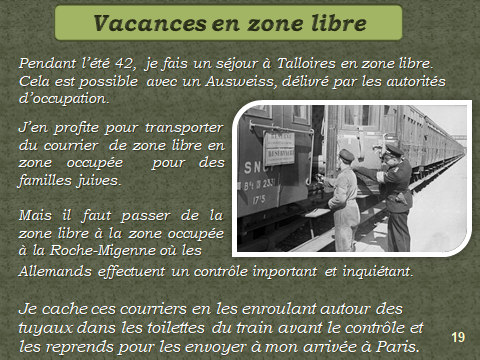 Vacances en zone libre
Pendant l'été 42, je fais un séjour à Talloires en zone libre.
Cela est possible avec un Ausweiss, délivré par les autorités
d'occupation.
J'en profite pour transporter
du courrier de zone libre en
zone occupée pour des
familles juives.
Mais il faut passer de la
zone libre à la zone occupée
à la Roche-Migenne où les
Allemands effectuent un contrôle important et inquiétant.
Je cache ces courriers en les enroulant autour des
tuyaux dans les toilettes du train avant le contrôle et
les reprends pour les envoyer à mon arrivée à Paris.
SNCF
19